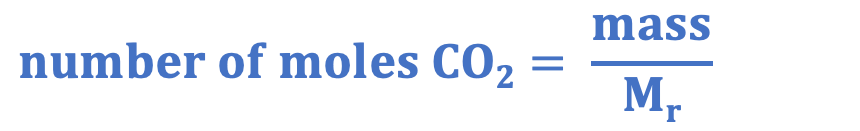 number of moles CO₂ = mass
Mᵣ